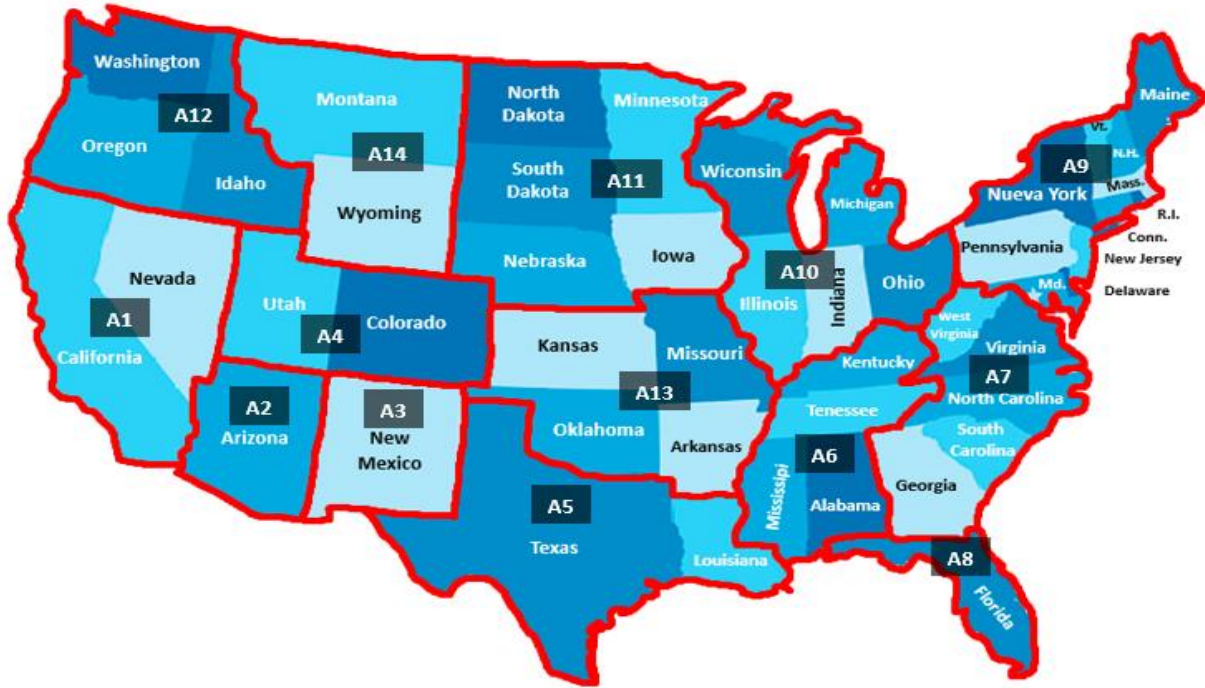 Washington
A12
Oregon
Idaho
Montana
A14
Wyoming
North
Dakota
South
Dakota
Minnesota
A11
Nebraska
Iowa
Wiconsin
Michigan
A10
Illinois
Indiana
Ohio
Maine
Vt.
N.H.
A9
Nueva York
Mass.
R.I.
Conn.
Pennsylvania
New Jersey
Md.
Delaware
Nevada
A1
California
Utah
A4
Colorado
Kansas
Missouri
A13
Oklahoma
Arkansas
Kentucky
West
Virginia
Virginia
A7
North Carolina
South
Carolina
Georgia
Tenessee
A6
Mississipi
Alabama
A2
Arizona
A3
New
Mexico
A5
Texas
Louisiana
A8
Florida